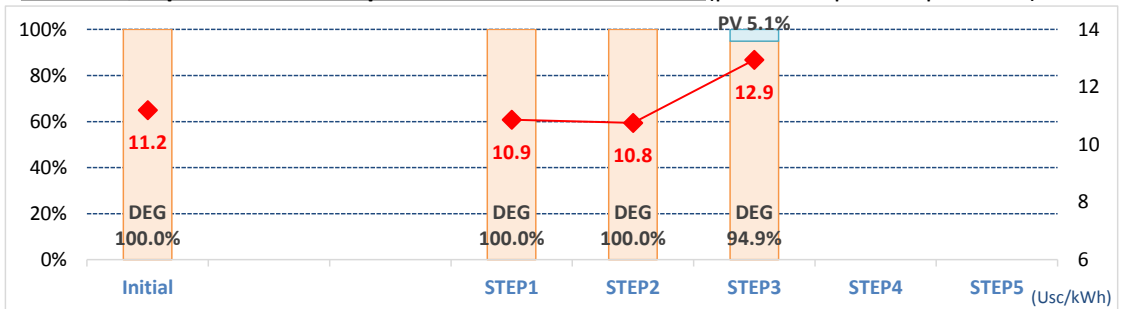 100% PV 5.1% 14
80% 12.9 12
60% 11.2 10.9 10.8 10
40%
20% DEG DEG DEG DEG 8
100.0% 100.0% 100.0% 94.9%
0% 6
Initial STEP1 STEP2 STEP3 STEP4 STEP5 (Usc/kWh)